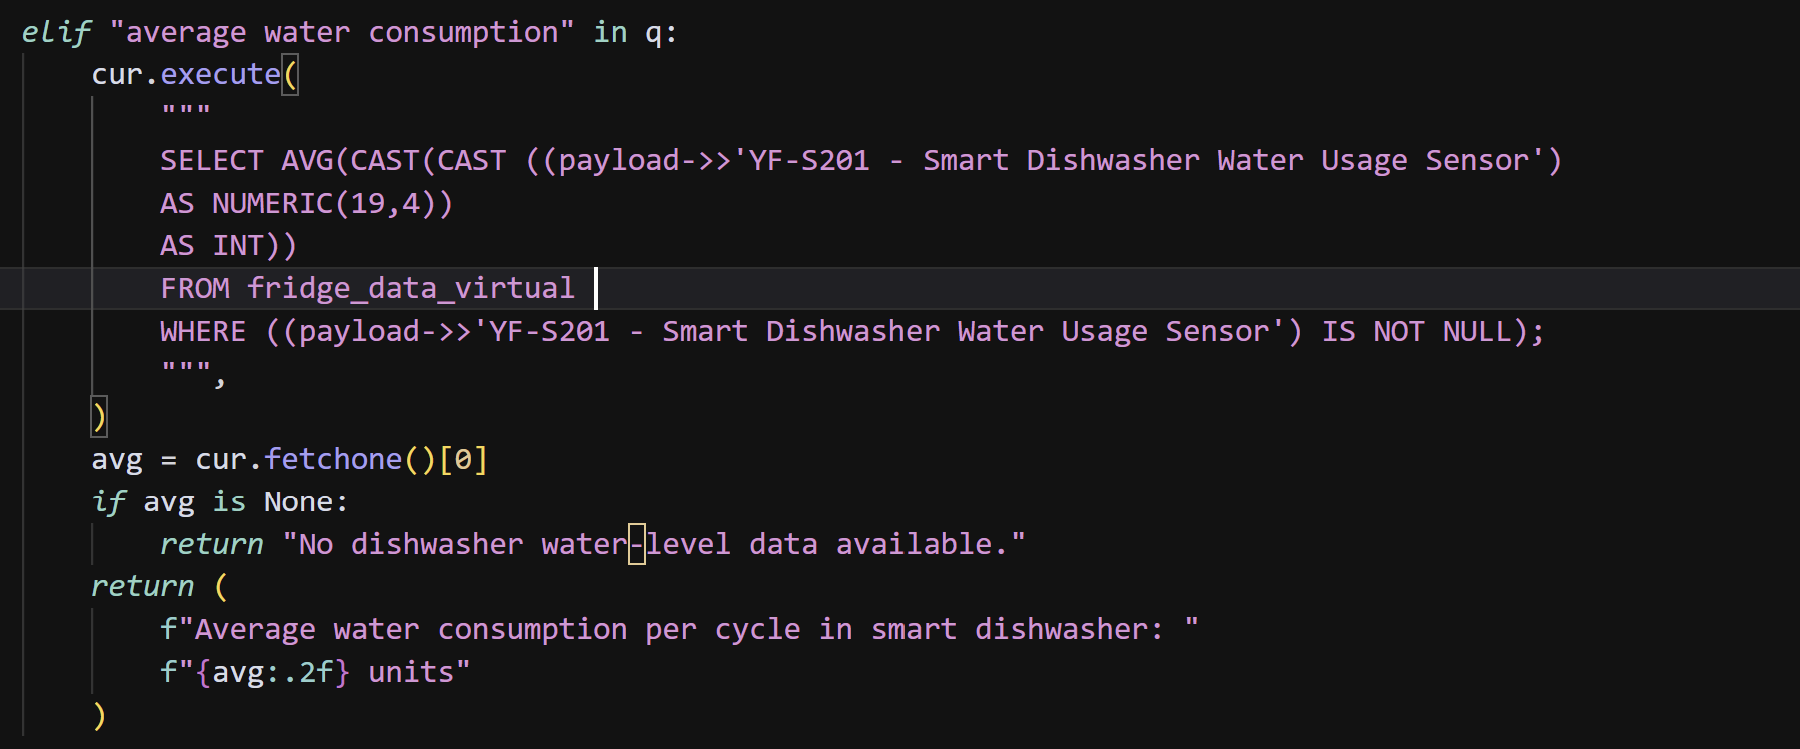 elif "average water consumption" in q:
    cur.execute(
        """
        SELECT AVG(CAST(CAST ((payload->>'YF-S201 - Smart Dishwasher Water Usage Sensor')
        AS NUMERIC(19,4))
        AS INT))
        FROM fridge_data_virtual
        WHERE ((payload->>'YF-S201 - Smart Dishwasher Water Usage Sensor') IS NOT NULL);
        """,
    )
    avg = cur.fetchone()[0]
    if avg is None:
        return "No dishwasher water-level data available."
    return (
        f"Average water consumption per cycle in smart dishwasher: "
        f"{avg:.2f} units"
    )